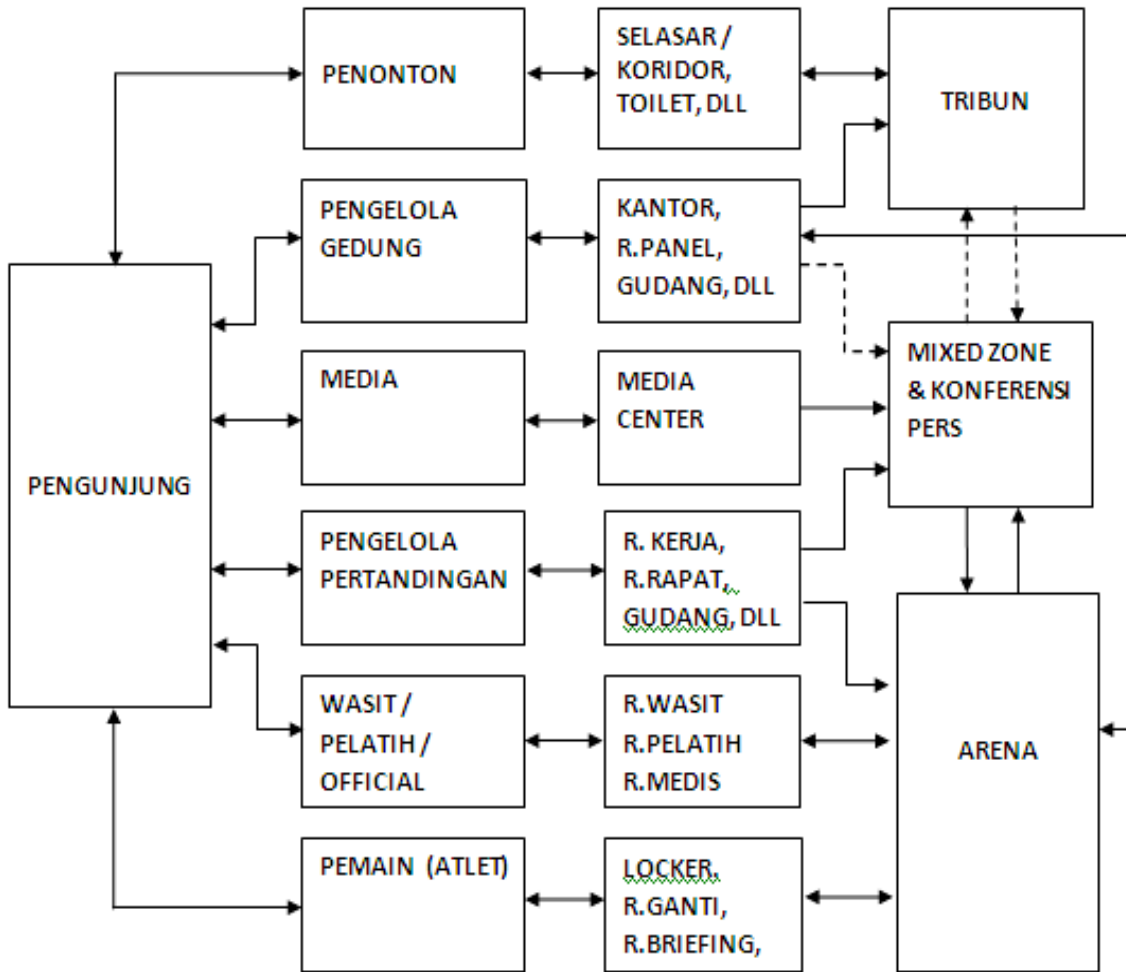 PENONTON
SELASAR /
KORIDOR,
TOILET, DLL
TRIBUN
PENGELOLA
GEDUNG
KANTOR,
R.PANEL,
GUDANG, DLL
MEDIA
MEDIA
CENTER
MIXED ZONE
& KONFERENSI
PERS
PENGUNJUNG
PENGELOLA
PERTANDINGAN
R. KERJA,
R.RAPAT,
GUDANG, DLL
WASIT /
PELATIH /
OFFICIAL
R.WASIT
R.PELATIH
R.MEDIS
ARENA
PEMAIN (ATLET)
LOCKER,
R.GANTI,
R.BRIEFING,